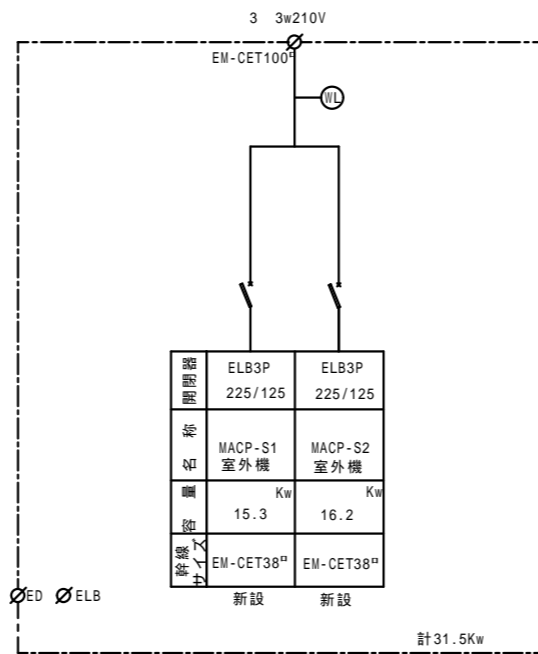 3 3w210V
EM-CET100□
WL
開閉器 ELB3P ELB3P
225/125 225/125
名称 MACP-S1 MACP-S2
室外機 室外機
容量 Kw Kw
15.3 16.2
幹線サイズ EM-CET38□ EM-CET38□
新設 新設
ED ELB
計31.5Kw